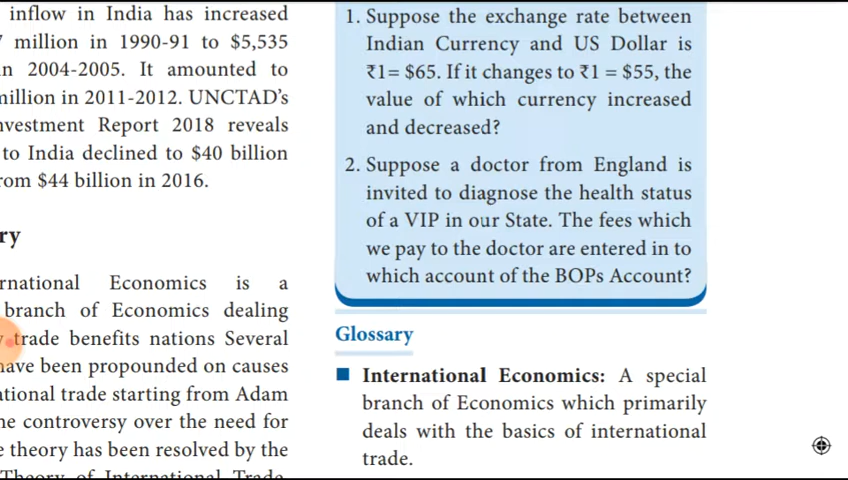 inflow in India has increased
million in 1990-91 to $5,535
n 2004-2005. It amounted to
million in 2011-2012. UNCTAD's
nvestment Report 2018 reveals
to India declined to $40 billion
rom $44 billion in 2016.
ry
rnational Economics is a
branch of Economics dealing
trade benefits nations Several
have been propounded on causes
ational trade starting from Adam
he controversy over the need for
e theory has been resolved by the
Theory of International Trade.
1. Suppose the exchange rate between
Indian Currency and US Dollar is
₹1= $65. If it changes to ₹1 = $55, the
value of which currency increased
and decreased?
2. Suppose a doctor from England is
invited to diagnose the health status
of a VIP in our State. The fees which
we pay to the doctor are entered in to
which account of the BOPs Account?
Glossary
International Economics: A special
branch of Economics which primarily
deals with the basics of international
trade.